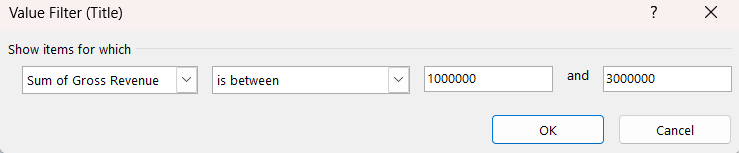 Value Filter (Title) ?
Show items for which
Sum of Gross Revenue is between 1000000 and 3000000
OK Cancel